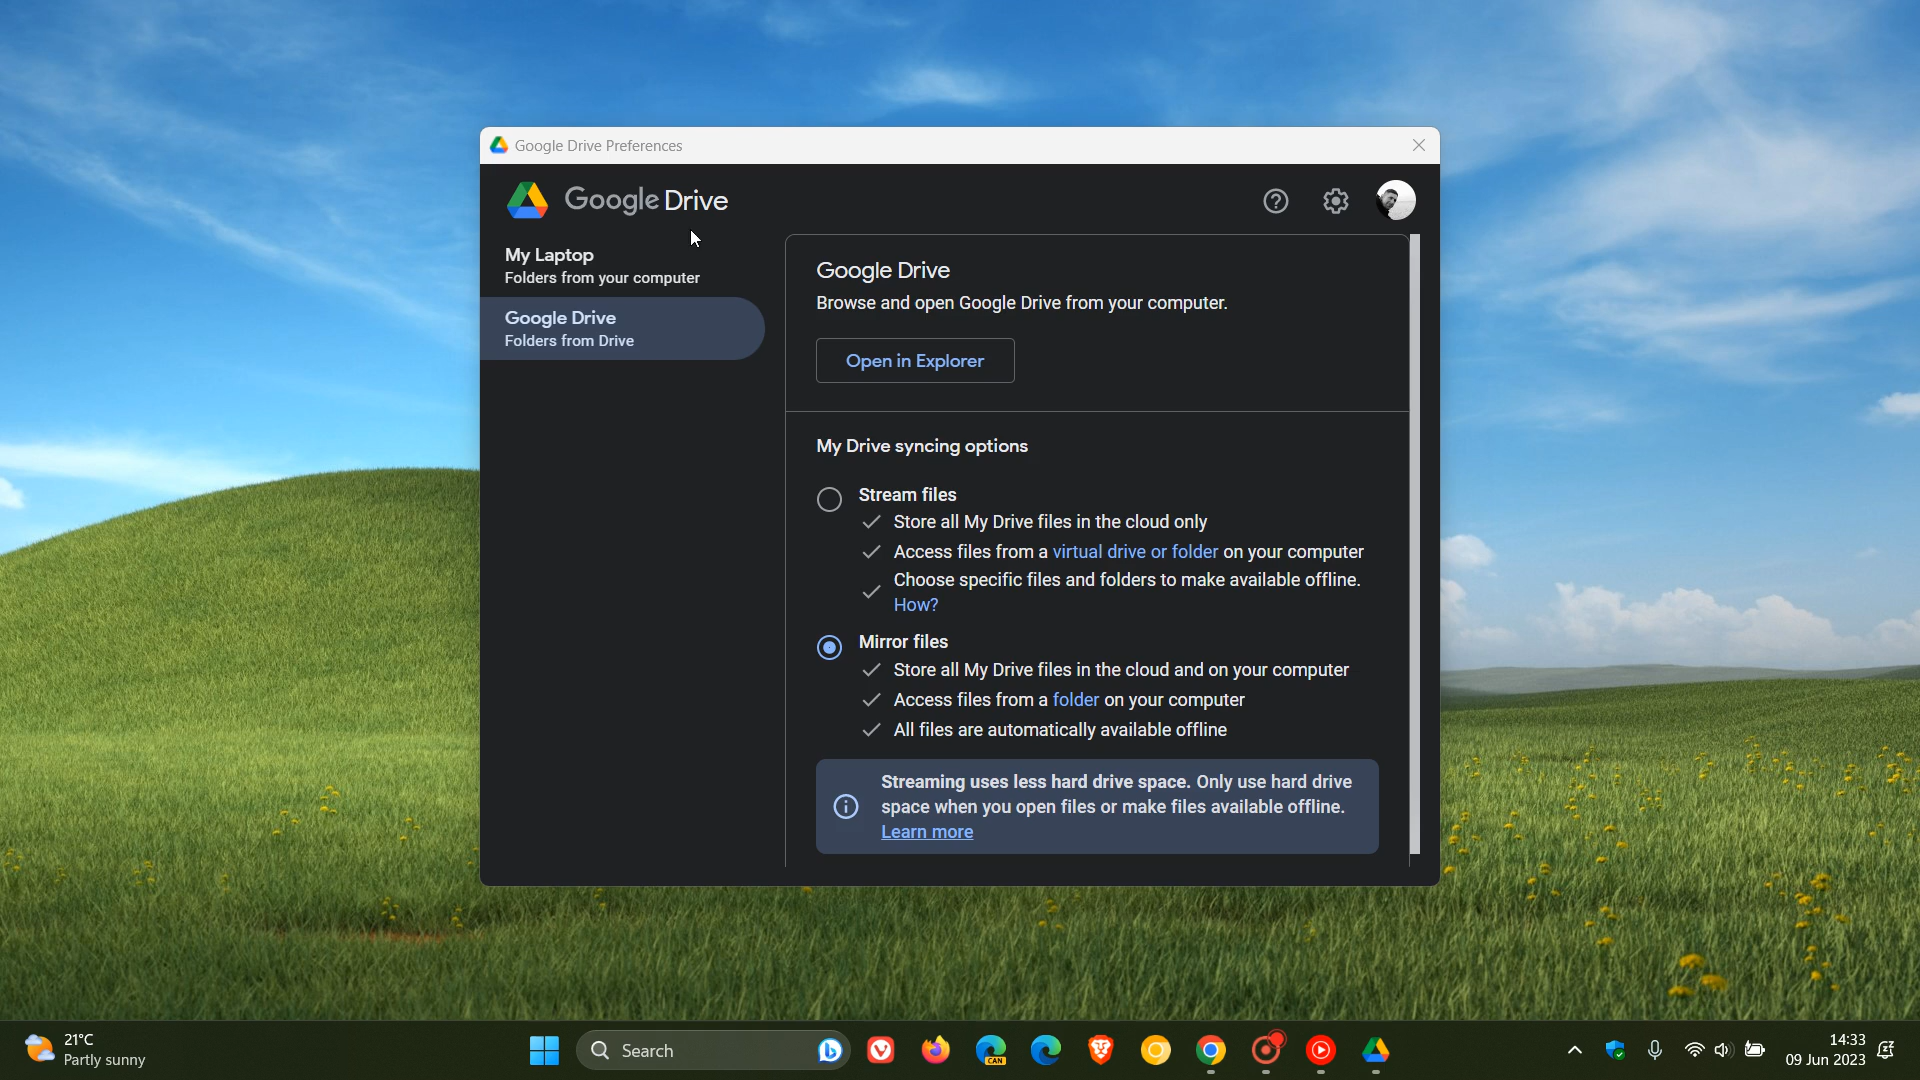 Google Drive Preferences
Google Drive
My Laptop
Folders from your computer
Google Drive
Folders from Drive
Google Drive
Browse and open Google Drive from your computer.
Open in Explorer
My Drive syncing options
Stream files
Store all My Drive files in the cloud only
Access files from a virtual drive or folder on your computer
Choose specific files and folders to make available offline.
How?
Mirror files
Store all My Drive files in the cloud and on your computer
Access files from a folder on your computer
All files are automatically available offline
Streaming uses less hard drive space. Only use hard drive
space when you open files or make files available offline.
Learn more
21°C
Partly sunny
Search
CAN
14:33
09 Jun 2023